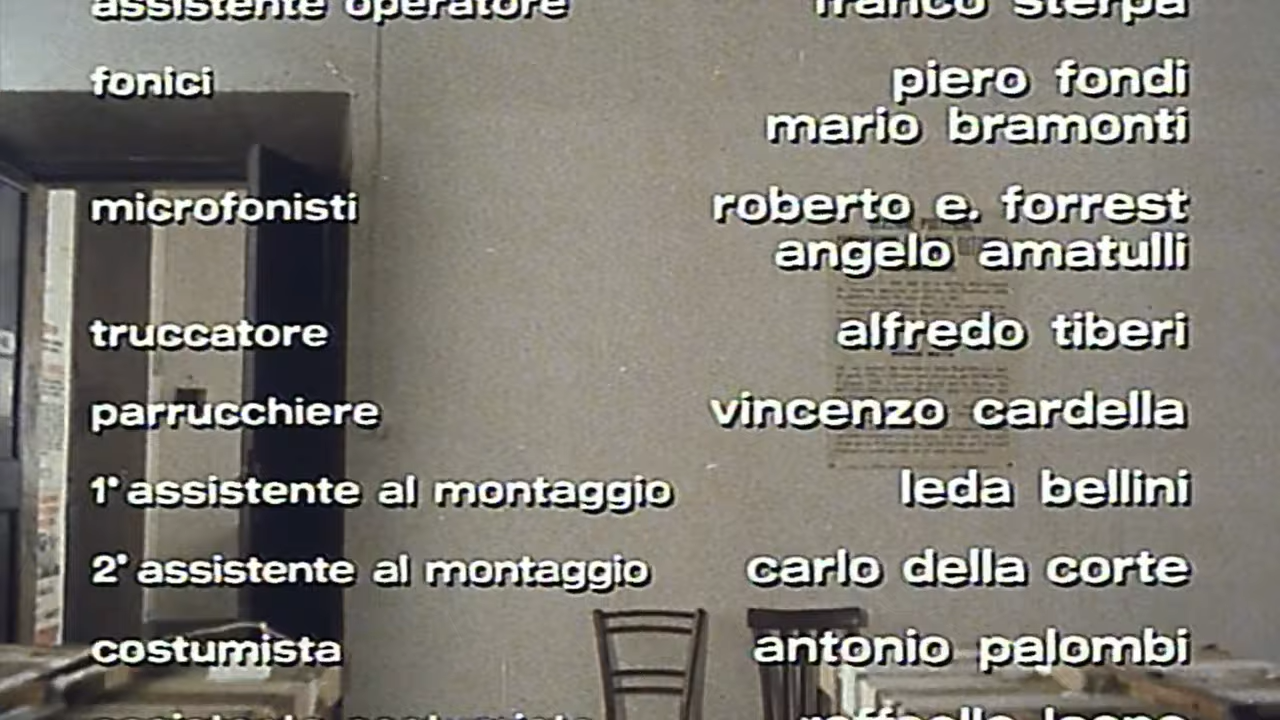 assistente operatore franco sterpa
fonici piero fondi
mario bramonti
microfonisti roberto e. forrest
angelo amatulli
truccatore alfredo tiberi
parrucchiere vincenzo cardella
1° assistente al montaggio leda bellini
2° assistente al montaggio carlo della corte
costumista antonio palombi